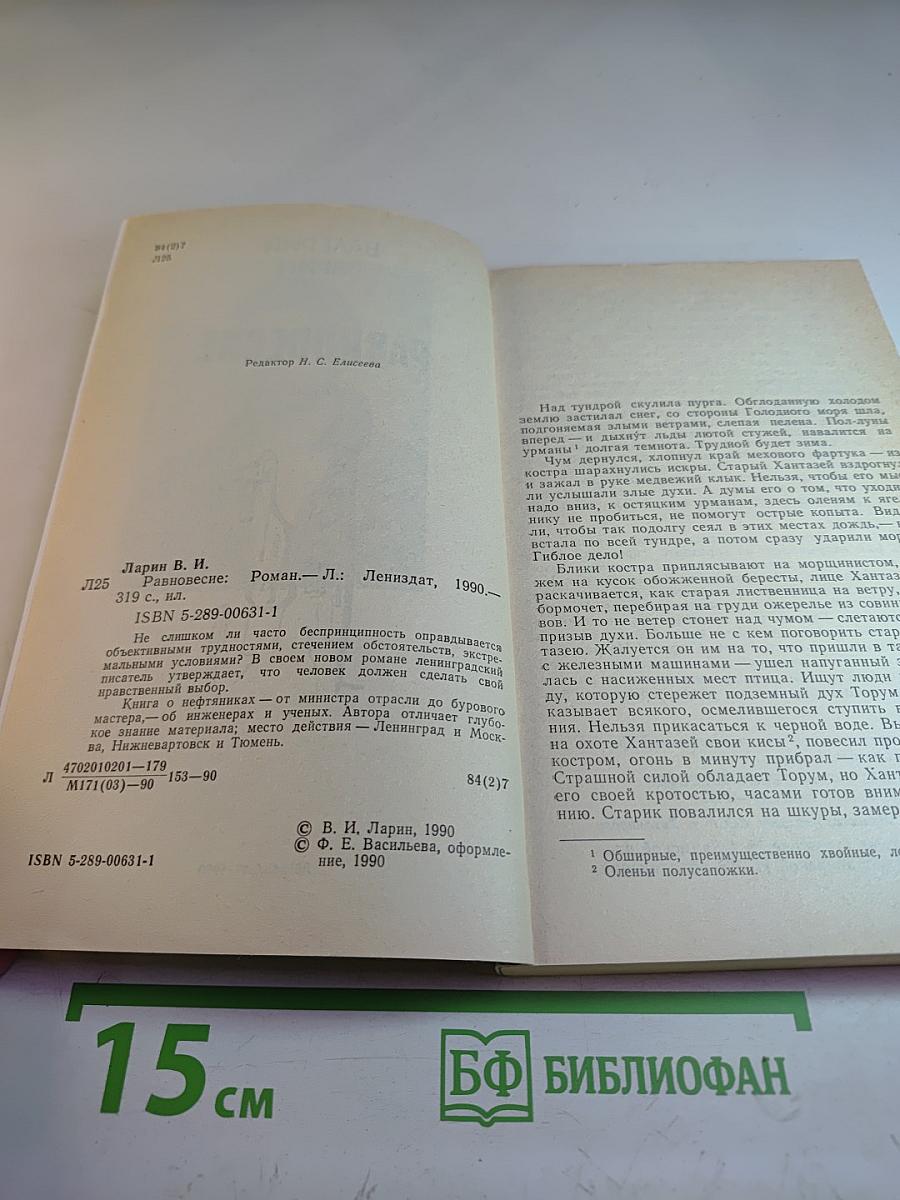 84(2)7
Л25
Редактор Н. С. Елисеева
Ларин В. И.
Л25 Равновесие: Роман.— Л.: Лениздат, 1990.—
319 с., ил.
ISBN 5-289-00631-1
Не слишком ли часто беспринципность оправдывается
объективными трудностями, стечением обстоятельств, экстре-
мальными условиями? В своем новом романе ленинградский
писатель утверждает, что человек должен сделать свой
нравственный выбор.
Книга о нефтяниках — от министра отрасли до бурового
мастера,— об инженерах и ученых. Автора отличает глубо-
кое знание материала; место действия — Ленинград и Моск-
ва, Нижневартовск и Тюмень.
Л 4702010201—179
М171(03)—90 153—90
84(2)7
ISBN 5-289-00631-1
© В. И. Ларин, 1990
© Ф. Е. Васильева, оформле-
ние, 1990
Над тундрой скулила пурга. Обглоданную холодом
землю застилал снег, со стороны Голодного моря шла,
подгоняемая злыми ветрами, слепая пелена. Пол-луны
вперед — и дыхнут льды лютой стужей, навалится на
урманы¹ долгая темнота. Трудной будет зима.
Чум дернулся, хлопнул край мехового фартука — из
костра шарахнулись искры. Старый Хантазей вздрогнул
и зажал в руке медвежий клык. Нельзя, чтобы его мыс
ли услышали злые духи. А думы его о том, что уходи
надо вниз, к остяцким урманам, здесь оленям к яге
нику не пробиться, не помогут острые копыта. Вид
ли, чтобы так подолгу сеял в этих местах дождь,—
встала по всей тундре, а потом сразу ударили мор
Гиблое дело!
Блики костра приплясывают на морщинистом,
жем на кусок обожженной бересты, лице Хантаз
раскачивается, как старая лиственница на ветру,
бормочет, перебирая на груди ожерелье из совин
вов. И то не ветер стонет над чумом — слетаютс
призыв духи. Больше не с кем поговорить стар
тазею. Жалуется он им на то, что пришли в та
с железными машинами — ушел напуганный з
лась с насиженных мест птица. Ищут люди
ду, которую стережет подземный дух Торум
казывает всякого, осмелившегося ступить в
ния. Нельзя прикасаться к черной воде. Вы
на охоте Хантазей свои кисы², повесил про
костром, огонь в минуту прибрал — как г
Страшной силой обладает Торум, но Хант
его своей кротостью, часами готов вним
нию. Старик повалился на шкуры, замер
¹ Обширные, преимущественно хвойные, ле
² Оленьи полусапожки.
15 см
БФ БИБЛИОФАН